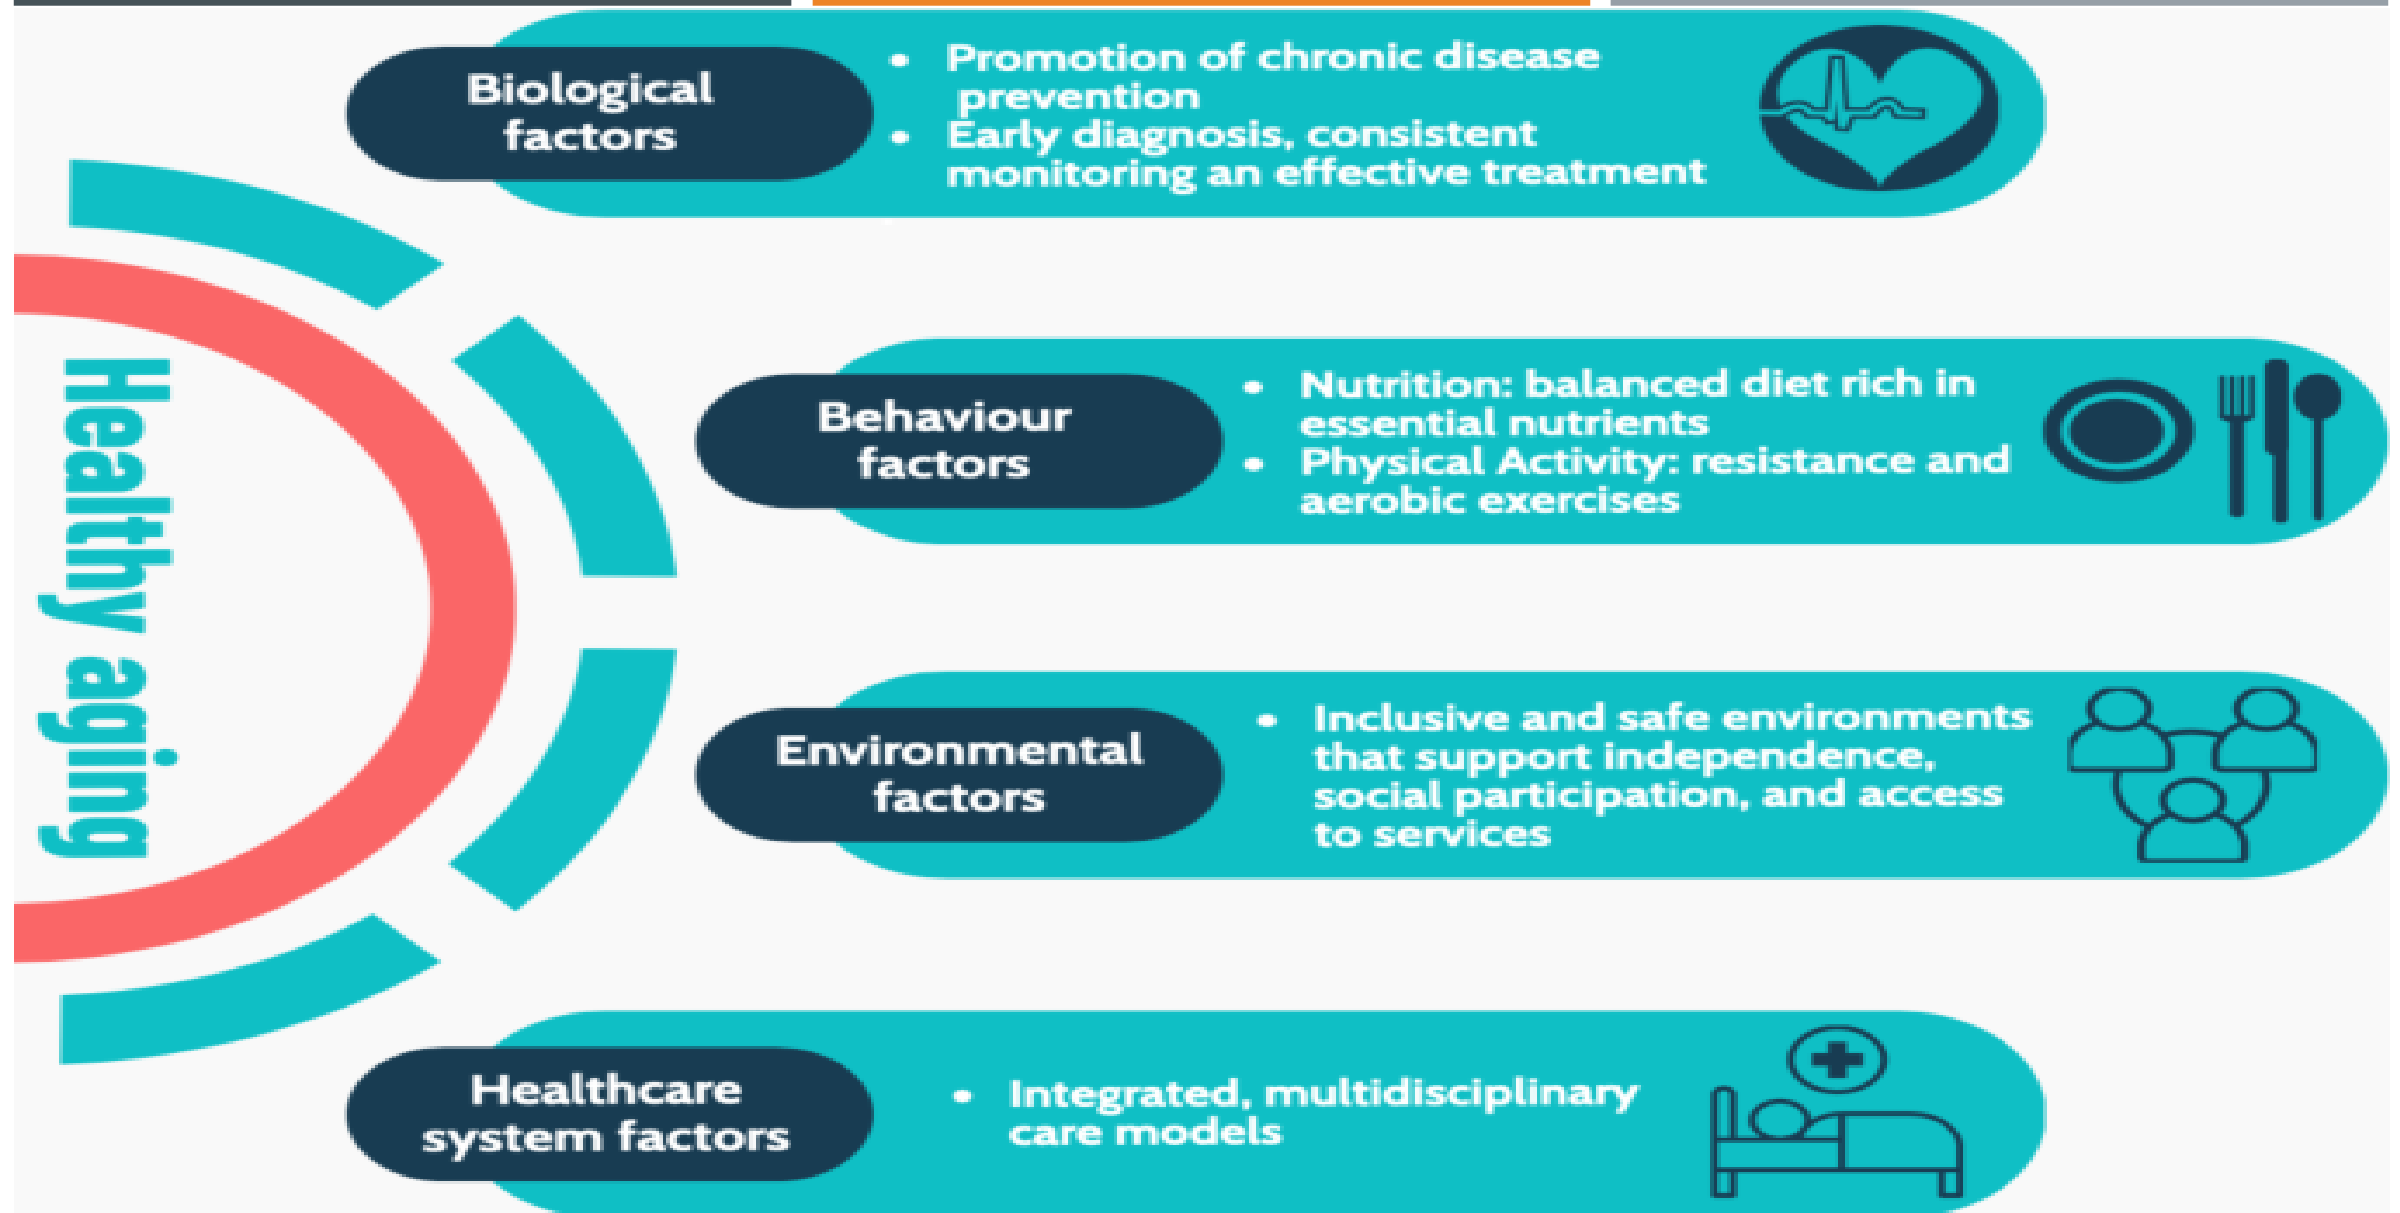 Healthy aging
Biological
factors
• Promotion of chronic disease
prevention
• Early diagnosis, consistent
monitoring an effective treatment
Behaviour
factors
• Nutrition: balanced diet rich in
essential nutrients
• Physical Activity: resistance and
aerobic exercises
Environmental
factors
• Inclusive and safe environments
that support independence,
social participation, and access
to services
Healthcare
system factors
• Integrated, multidisciplinary
care models